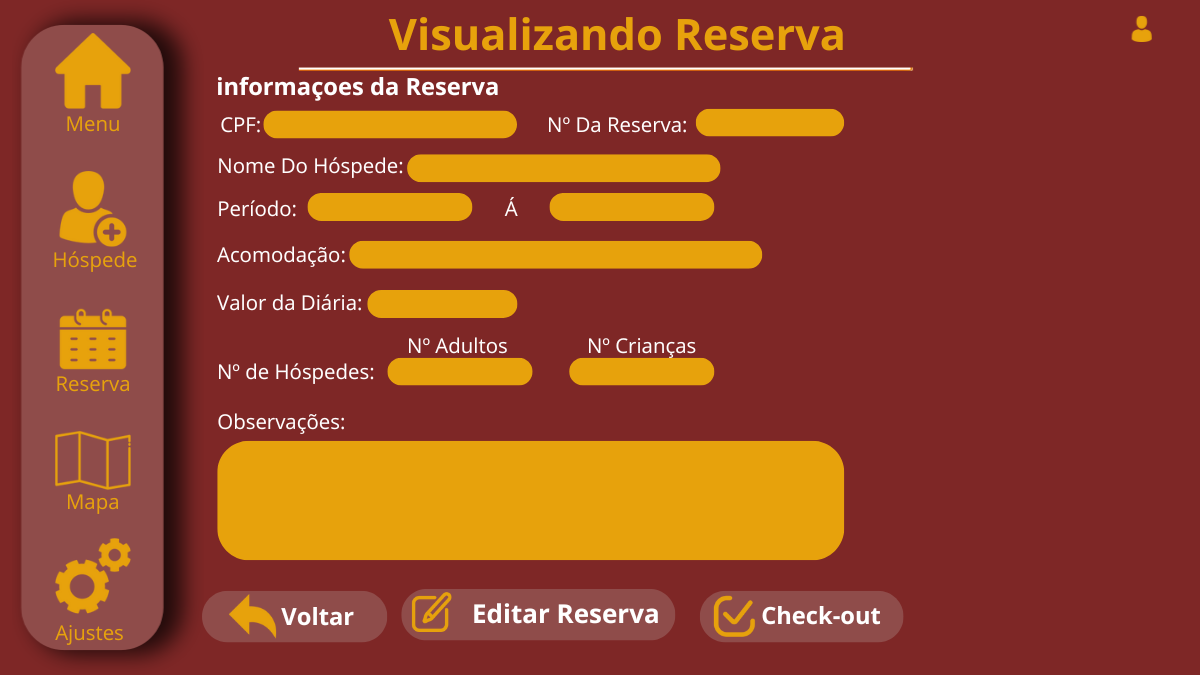 Visualizando Reserva
informaçoes da Reserva
CPF:
Nº Da Reserva:
Nome Do Hóspede:
Período:
Á
Acomodação:
Valor da Diária:
Nº Adultos
Nº Crianças
Nº de Hóspedes:
Observações:
Voltar
Editar Reserva
Check-out
Menu
Hóspede
Reserva
Mapa
Ajustes